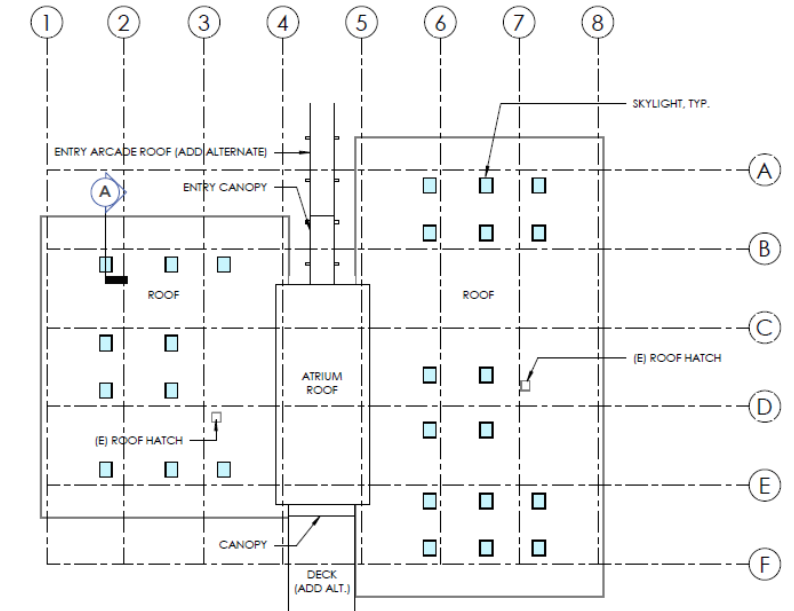 1 2 3 4 5 6 7 8
SKYLIGHT, TYP.
ENTRY ARCADE ROOF (ADD ALTERNATE)
A
A
ENTRY CANOPY
B
ROOF
ROOF
C
(E) ROOF HATCH
ATRIUM
ROOF
D
(E) ROOF HATCH
E
CANOPY
F
DECK
(ADD ALT.)